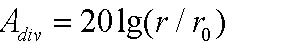 A_div = 20lg(r / r_0)